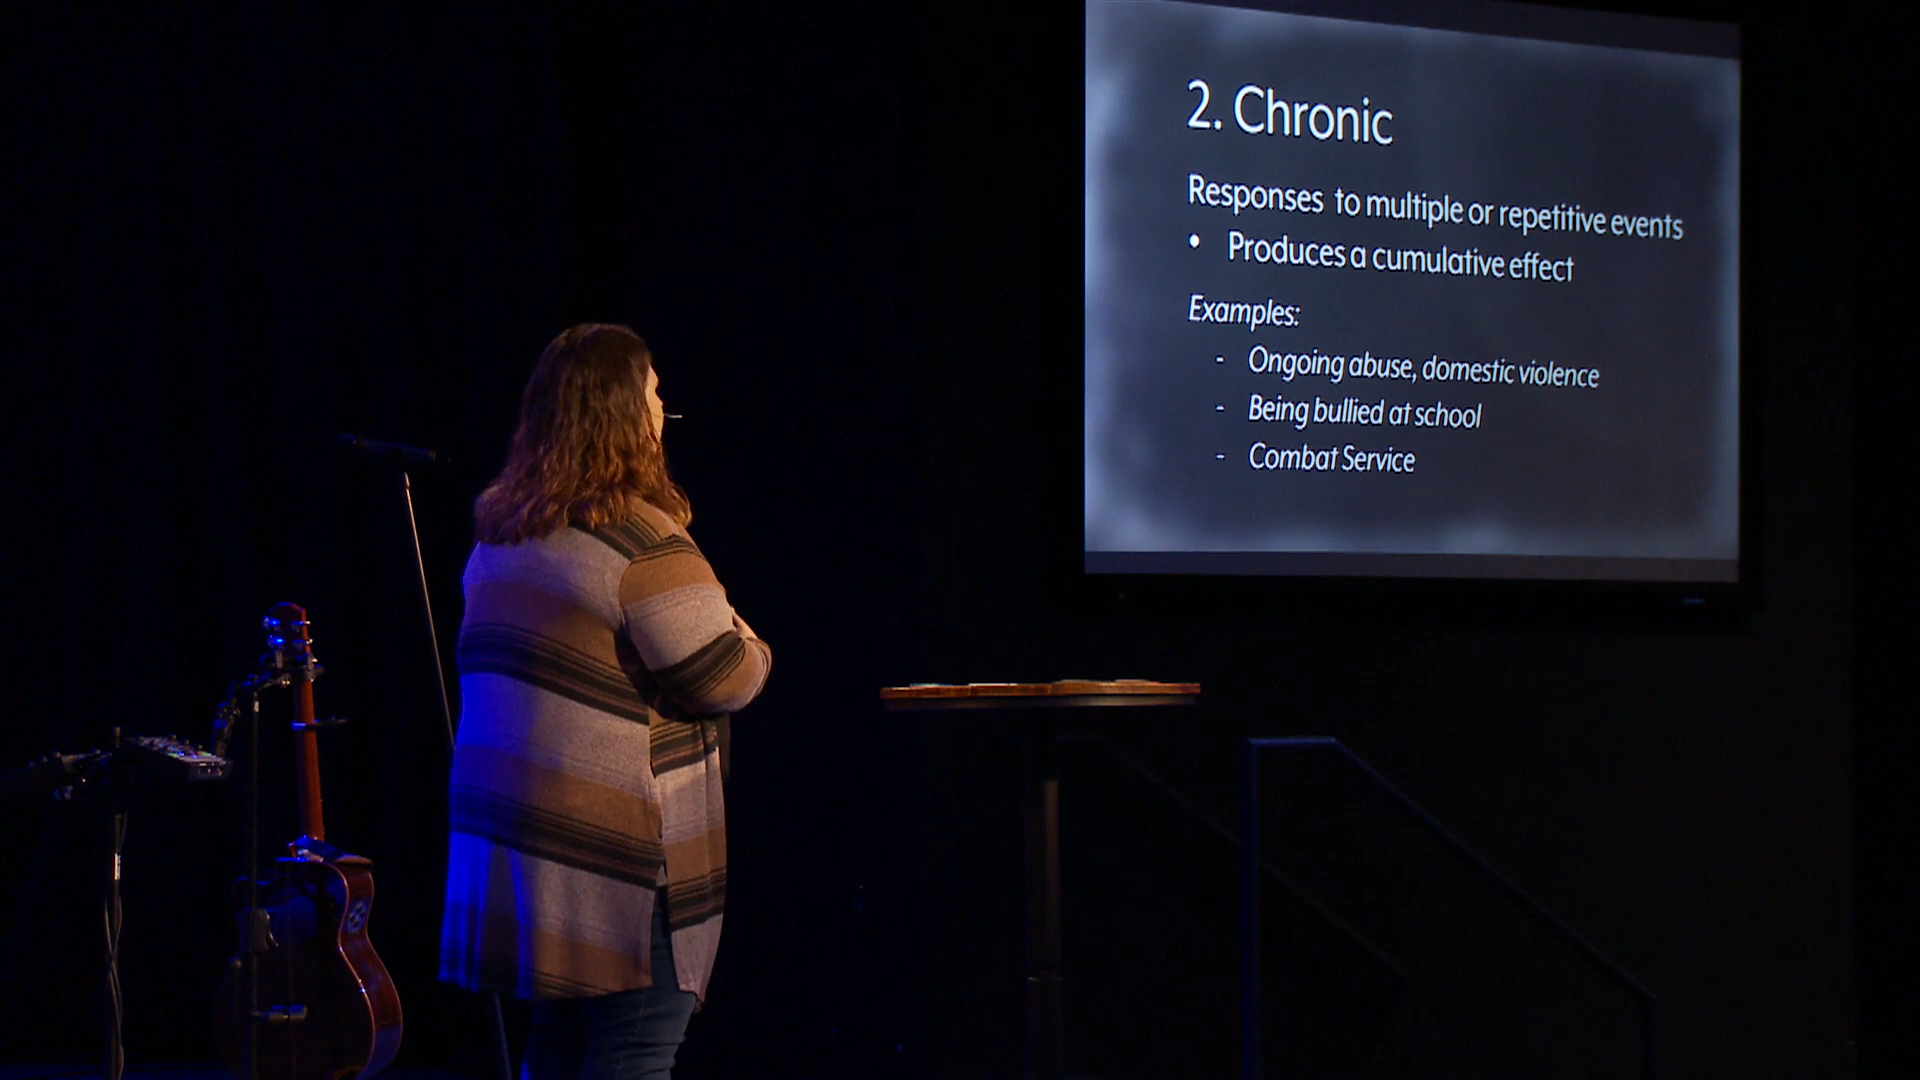 2. Chronic
Responses to multiple or repetitive events
• Produces a cumulative effect
Examples:
- Ongoing abuse, domestic violence
- Being bullied at school
- Combat Service